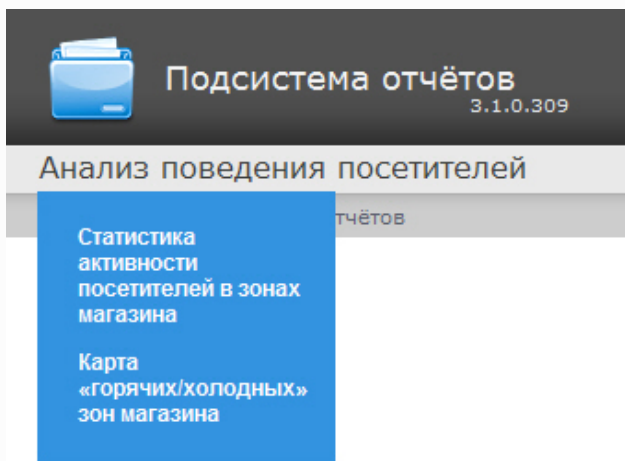 Подсистема отчётов
3.1.0.309
Анализ поведения посетителей
тчётов
Статистика
активности
посетителей в зонах
магазина
Карта
«горячих/холодных»
зон магазина